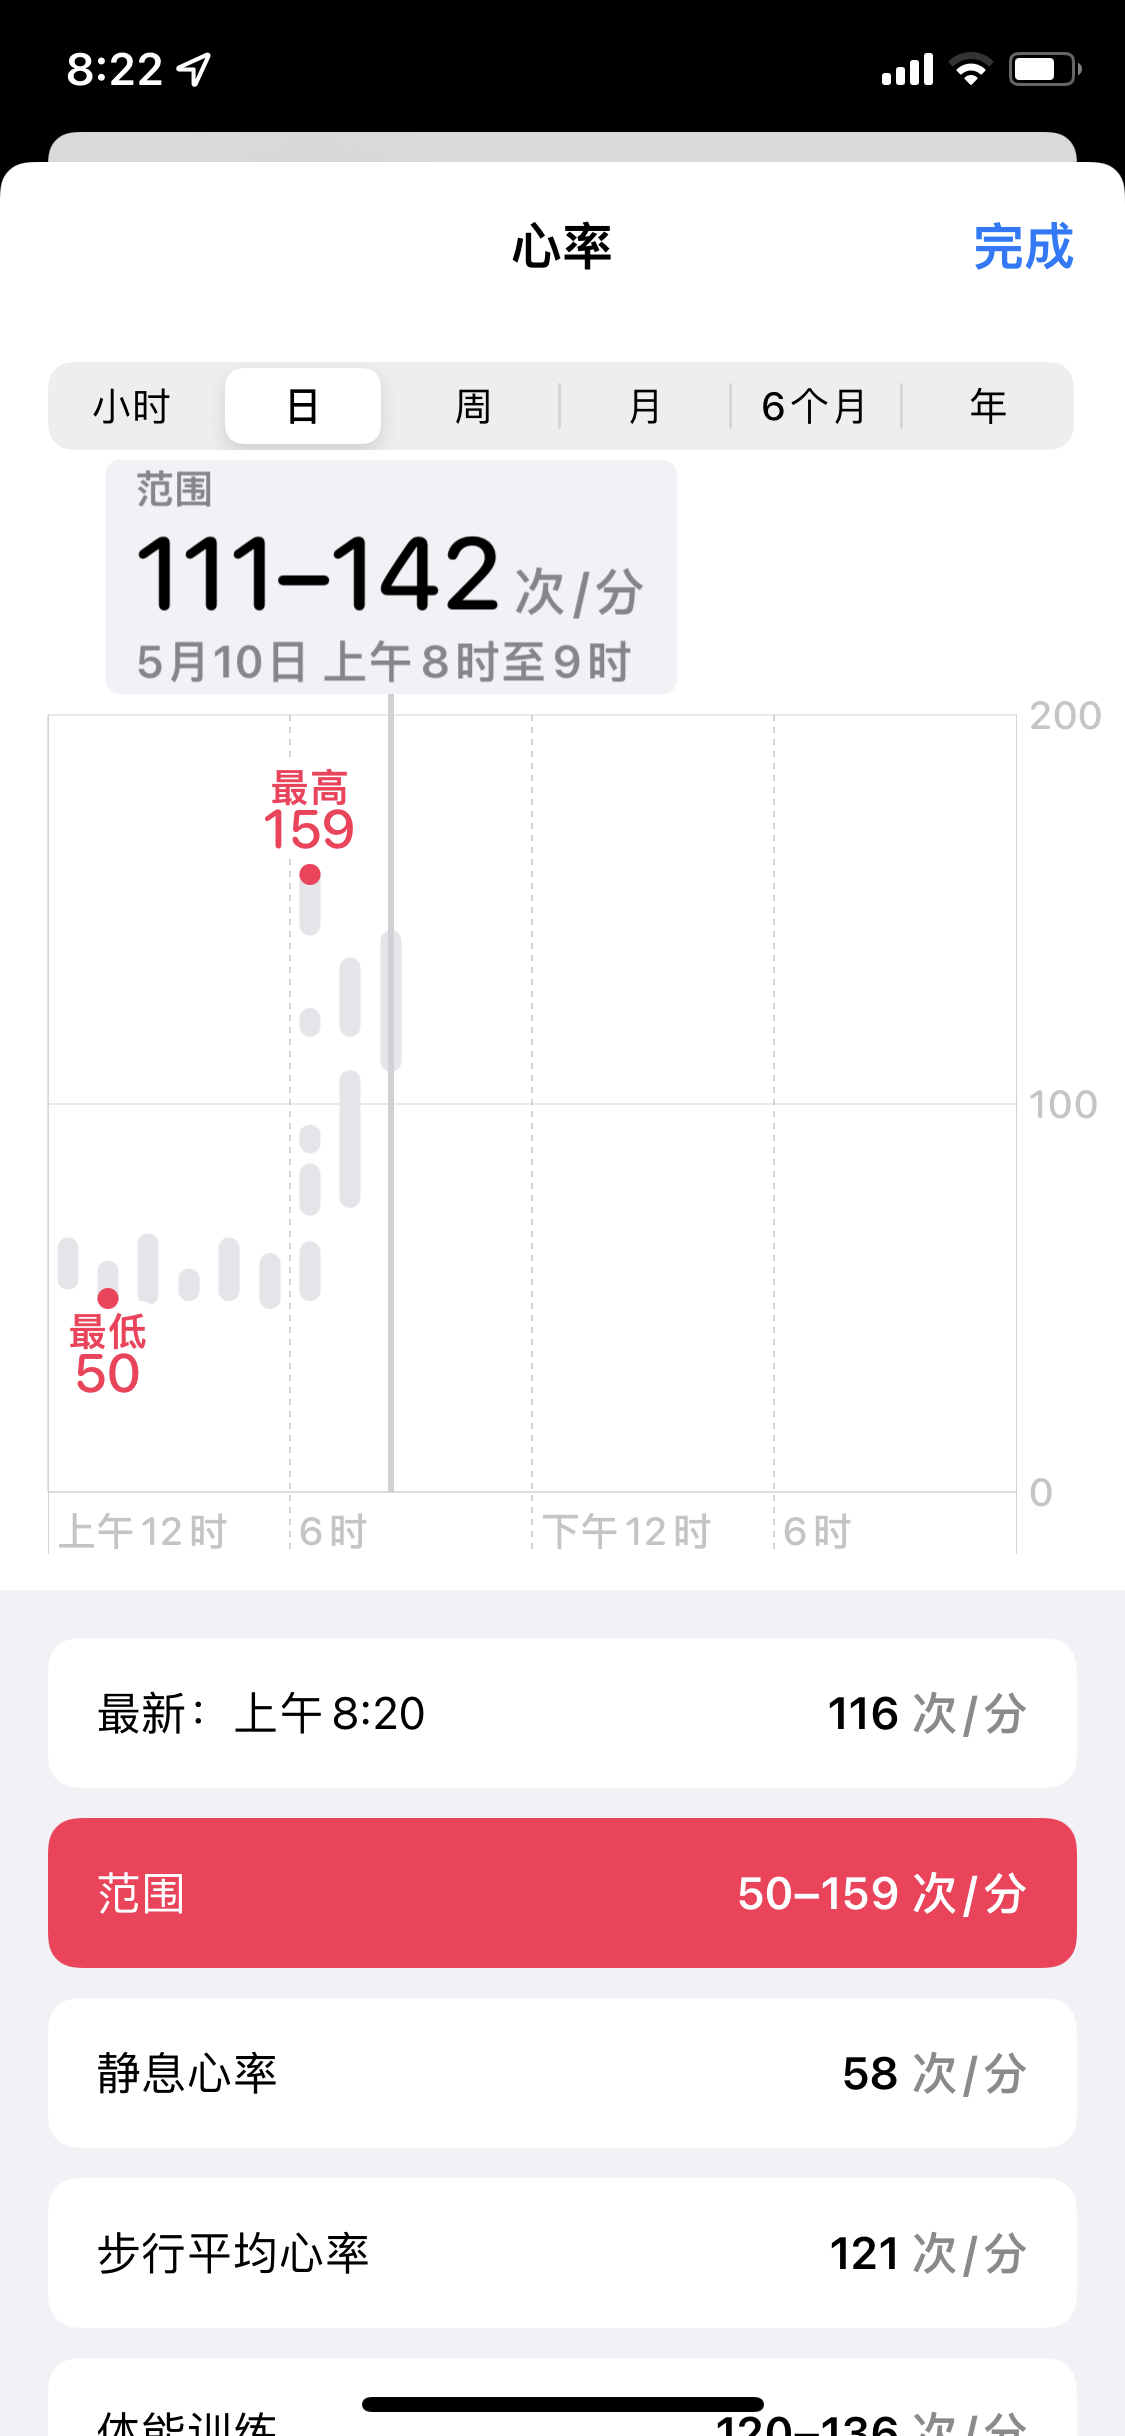 8:22
心率
完成
小时 日 周 月 6个月 年
范围
111–142 次/分
5月10日 上午8时至9时
200
最高
159
100
最低
50
0
上午12时 6时 下午12时 6时
最新：上午8:20 116 次/分
范围 50–159 次/分
静息心率 58 次/分
步行平均心率 121 次/分
体能训练 120–136 次/分